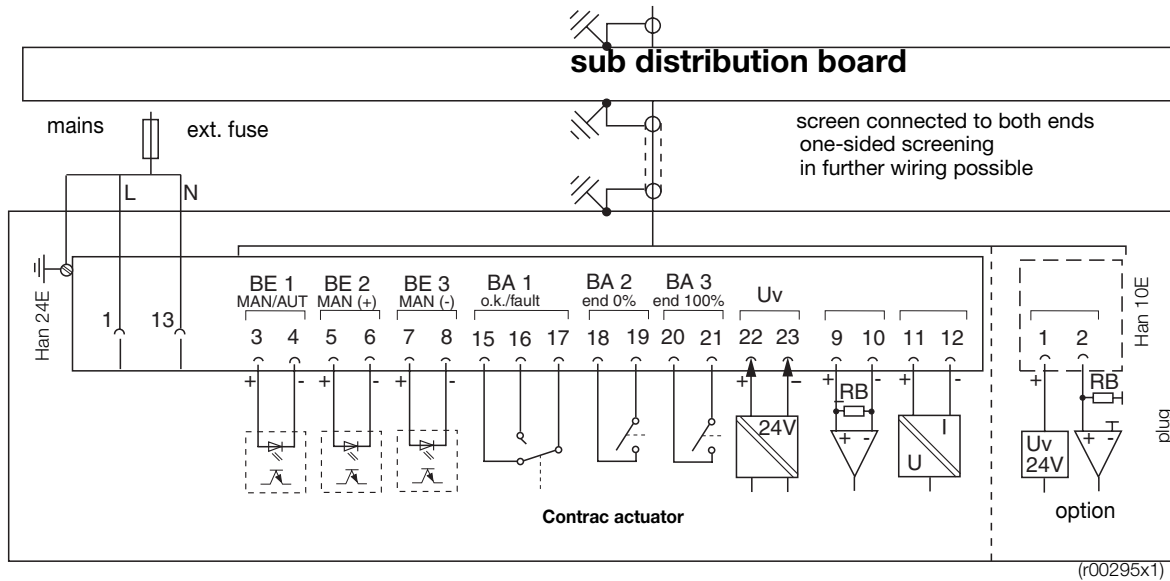 sub distribution board
mains
ext. fuse
screen connected to both ends
one-sided screening
in further wiring possible
L
N
Han 24E
BE 1
MAN/AUT
BE 2
MAN (+)
BE 3
MAN (-)
BA 1
o.k./fault
BA 2
end 0%
BA 3
end 100%
Uv
Han 10E
1 13 3 4 5 6 7 8 15 16 17 18 19 20 21 22 23 9 10 11 12 1 2
+ - + - + - + – + - + - +
RB
RB
24V
+ -
I
U
Uv
24V
+ -
plug
option
Contrac actuator
(r00295x1)